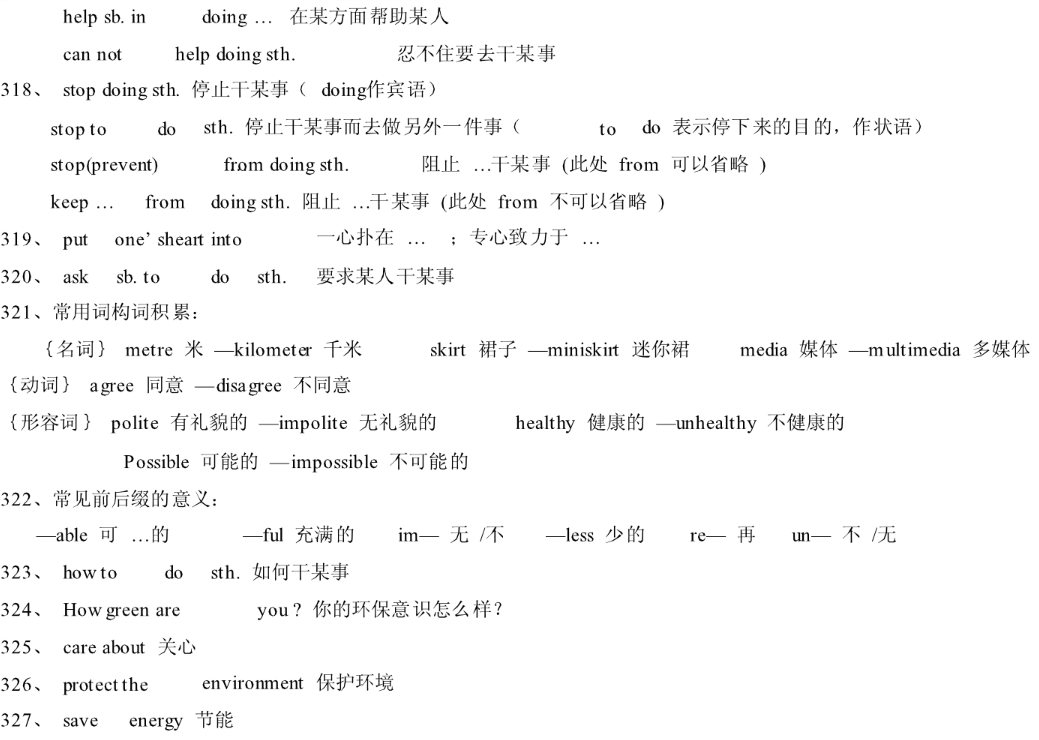 help sb. in doing … 在某方面帮助某人
can not help doing sth. 忍不住要去干某事
318、 stop doing sth. 停止干某事（ doing作宾语）
stop to do sth. 停止干某事而去做另外一件事（ to do 表示停下来的目的，作状语）
stop(prevent) from doing sth. 阻止 …干某事 (此处 from 可以省略 )
keep … from doing sth. 阻止 …干某事 (此处 from 不可以省略 )
319、 put one’ sheart into 一心扑在 … ；专心致力于 …
320、 ask sb. to do sth. 要求某人干某事
321、常用词构词积累：
｛名词｝ metre 米 —kilometer 千米 skirt 裙子 —miniskirt 迷你裙 media 媒体 —multimedia 多媒体
｛动词｝ agree 同意 —disagree 不同意
｛形容词｝ polite 有礼貌的 —impolite 无礼貌的 healthy 健康的 —unhealthy 不健康的
Possible 可能的 —impossible 不可能的
322、常见前后缀的意义：
—able 可 …的 —ful 充满的 im— 无 /不 —less 少的 re— 再 un— 不 /无
323、 how to do sth. 如何干某事
324、 How green are you ? 你的环保意识怎么样？
325、 care about 关心
326、 protect the environment 保护环境
327、 save energy 节能